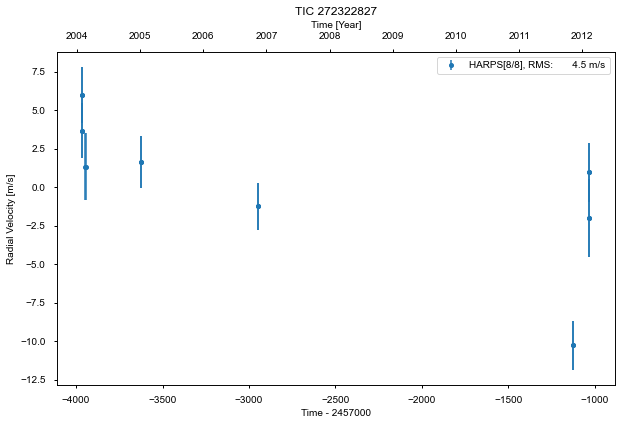 TIC 272322827
Time [Year]
2004 2005 2006 2007 2008 2009 2010 2011 2012
HARPS[8/8], RMS: 4.5 m/s
7.5
5.0
2.5
0.0
−2.5
−5.0
−7.5
−10.0
−12.5
Radial Velocity [m/s]
−4000 −3500 −3000 −2500 −2000 −1500 −1000
Time - 2457000